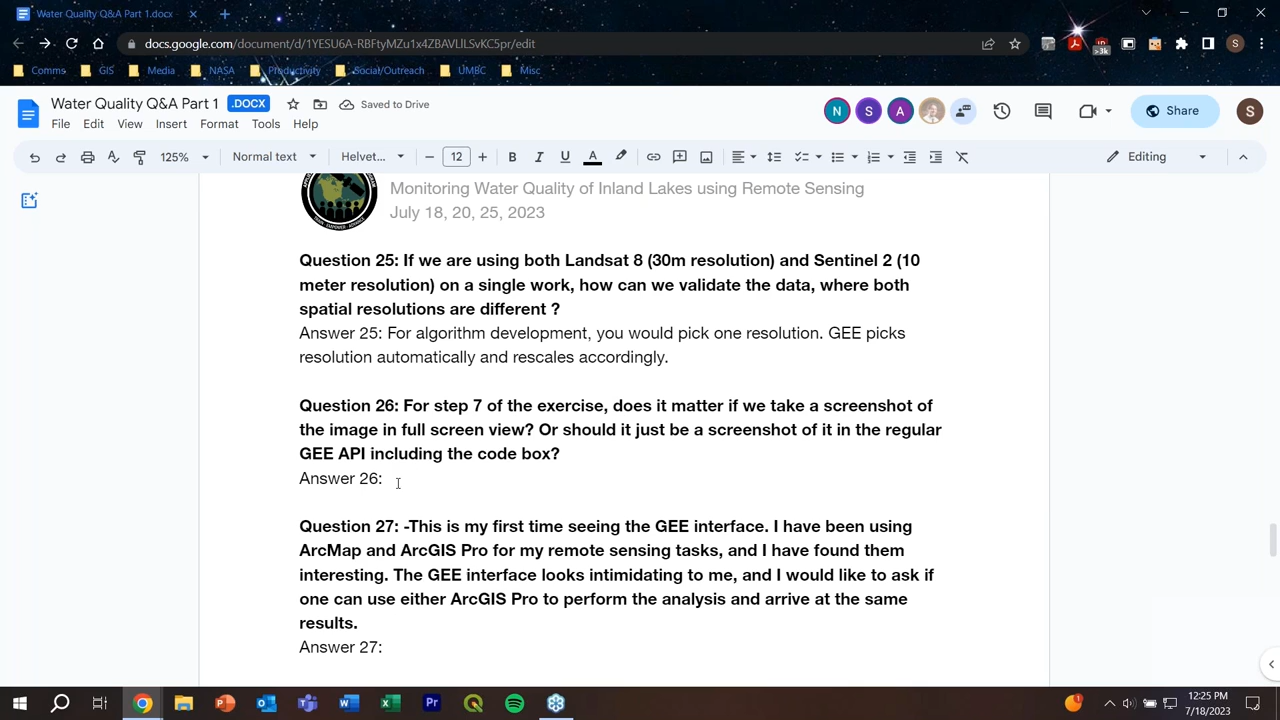 Water Quality Q&A Part 1.docx
docs.google.com/document/d/1YESU6A-RBFtyMZu1x4ZBAVLlLSvKC5pr/edit
>3k
S
Comms
GIS
Media
NASA
Productivity
Social/Outreach
UMBC
Misc
Water Quality Q&A Part 1
.DOCX
Saved to Drive
File
Edit
View
Insert
Format
Tools
Help
N
S
A
Share
S
125%
Normal text
Helvet...
12
Editing
Monitoring Water Quality of Inland Lakes using Remote Sensing
July 18, 20, 25, 2023
Question 25: If we are using both Landsat 8 (30m resolution) and Sentinel 2 (10
meter resolution) on a single work, how can we validate the data, where both
spatial resolutions are different ?
Answer 25: For algorithm development, you would pick one resolution. GEE picks
resolution automatically and rescales accordingly.
Question 26: For step 7 of the exercise, does it matter if we take a screenshot of
the image in full screen view? Or should it just be a screenshot of it in the regular
GEE API including the code box?
Answer 26:
Question 27: -This is my first time seeing the GEE interface. I have been using
ArcMap and ArcGIS Pro for my remote sensing tasks, and I have found them
interesting. The GEE interface looks intimidating to me, and I would like to ask if
one can use either ArcGIS Pro to perform the analysis and arrive at the same
results.
Answer 27:
12:25 PM
7/18/2023